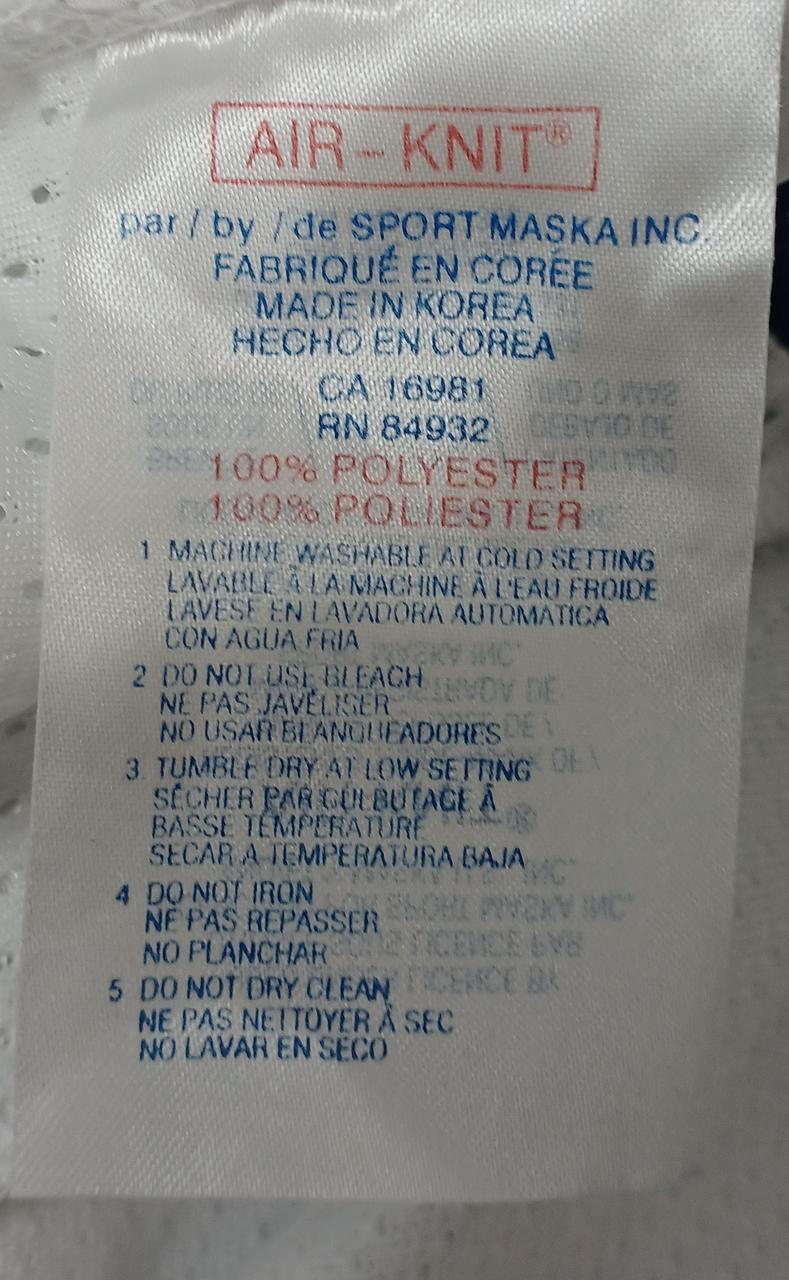 AIR-KNIT®
par / by / de SPORT MASKA INC.
FABRIQUÉ EN CORÉE
MADE IN KOREA
HECHO EN COREA
CA 16981
RN 84932
100% POLYESTER
100% POLIESTER
1 MACHINE WASHABLE AT COLD SETTING
LAVABLE À LA MACHINE À L'EAU FROIDE
LAVESE EN LAVADORA AUTOMATICA
CON AGUA FRIA
2 DO NOT USE BLEACH
NE PAS JAVÉLISER
NO USAR BLANQUEADORES
3 TUMBLE DRY AT LOW SETTING
SÉCHER PAR CULBUTAGE À
BASSE TEMPÉRATURE
SECAR A TEMPERATURA BAJA
4 DO NOT IRON
NE PAS REPASSER
NO PLANCHAR
5 DO NOT DRY CLEAN
NE PAS NETTOYER À SEC
NO LAVAR EN SECO